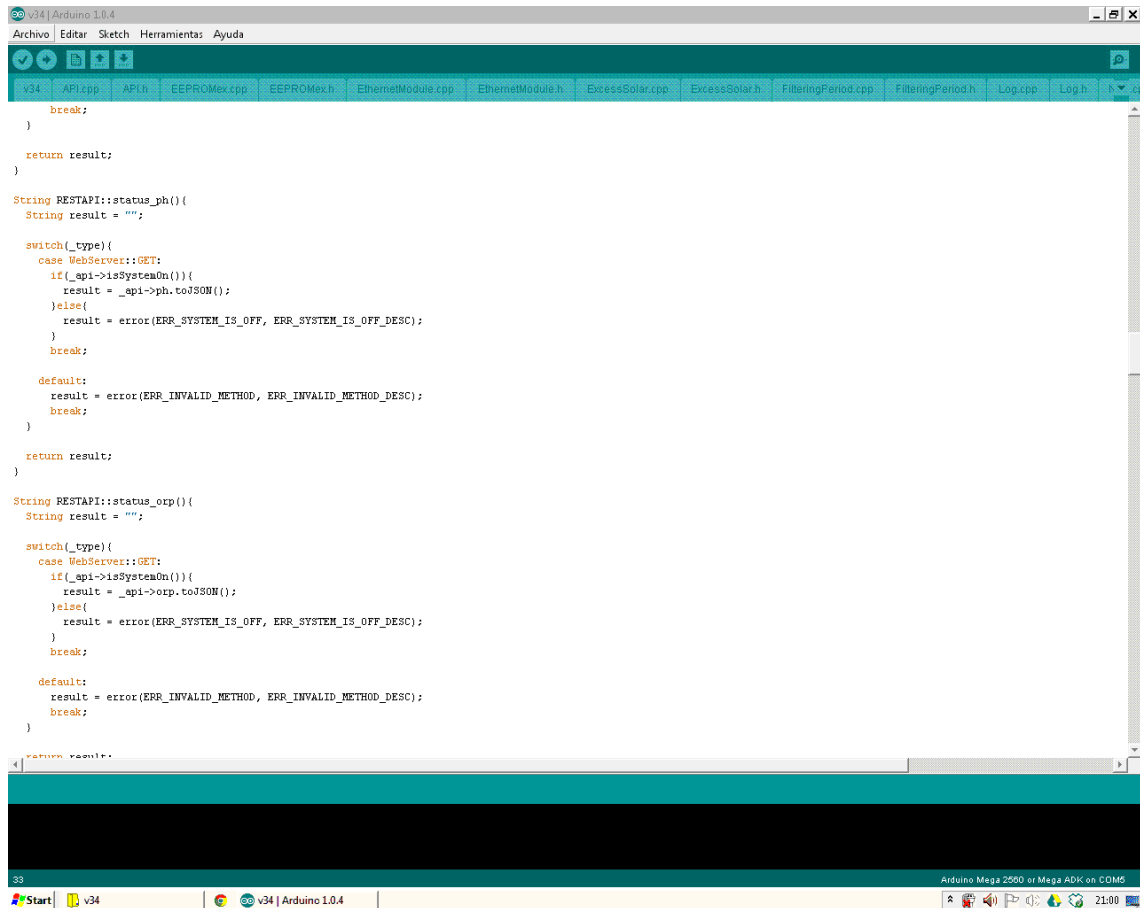 v34 | Arduino 1.0.4
Archivo Editar Sketch Herramientas Ayuda
v34 API.cpp API.h EEPROMex.cpp EEPROMex.h EthernetModule.cpp EthernetModule.h ExcessSolar.cpp ExcessSolar.h FilteringPeriod.cpp FilteringPeriod.h Log.cpp Log.h
break;
}
return result;
}
String RESTAPI::status_ph(){
String result = "";
switch(_type){
case WebServer::GET:
if(_api->isSystemOn()){
result = _api->ph.toJSON();
}else{
result = error(ERR_SYSTEM_IS_OFF, ERR_SYSTEM_IS_OFF_DESC);
}
break;
default:
result = error(ERR_INVALID_METHOD, ERR_INVALID_METHOD_DESC);
break;
}
return result;
}
String RESTAPI::status_orp(){
String result = "";
switch(_type){
case WebServer::GET:
if(_api->isSystemOn()){
result = _api->orp.toJSON();
}else{
result = error(ERR_SYSTEM_IS_OFF, ERR_SYSTEM_IS_OFF_DESC);
}
break;
default:
result = error(ERR_INVALID_METHOD, ERR_INVALID_METHOD_DESC);
break;
}
return result;
33 Arduino Mega 2560 or Mega ADK on COM5
Start v34 v34 | Arduino 1.0.4 21:00